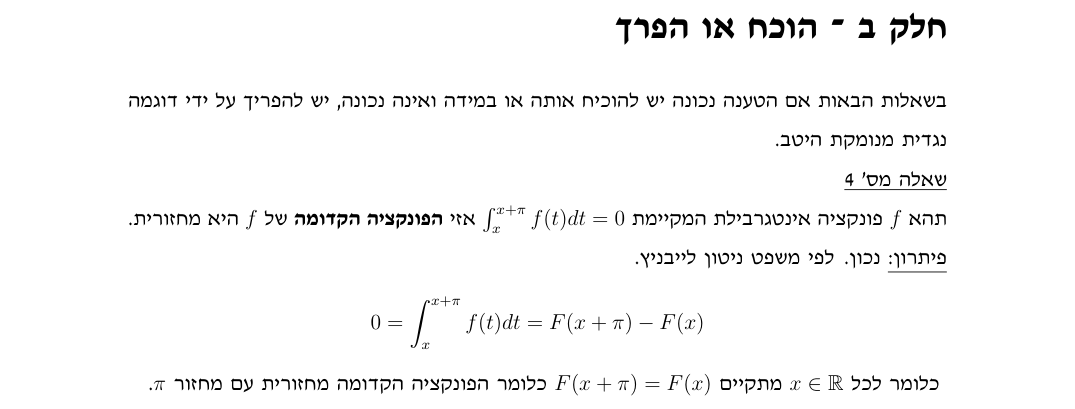 חלק ב - הוכח או הפרך
בשאלות הבאות אם הטענה נכונה יש להוכיח אותה או במידה ואינה נכונה, יש להפריך על ידי דוגמה
נגדית מנומקת היטב.
שאלה מס' 4
תהא f פונקציה אינטגרבילת המקיימת ∫_x^{x+π} f(t)dt = 0 אזי הפונקציה הקדומה של f היא מחזורית.
פיתרון: נכון. לפי משפט ניטון לייבניץ.
0 = ∫_x^{x+π} f(t)dt = F(x + π) − F(x)
כלומר לכל x ∈ ℝ מתקיים F(x + π) = F(x) כלומר הפונקציה הקדומה מחזורית עם מחזור π.